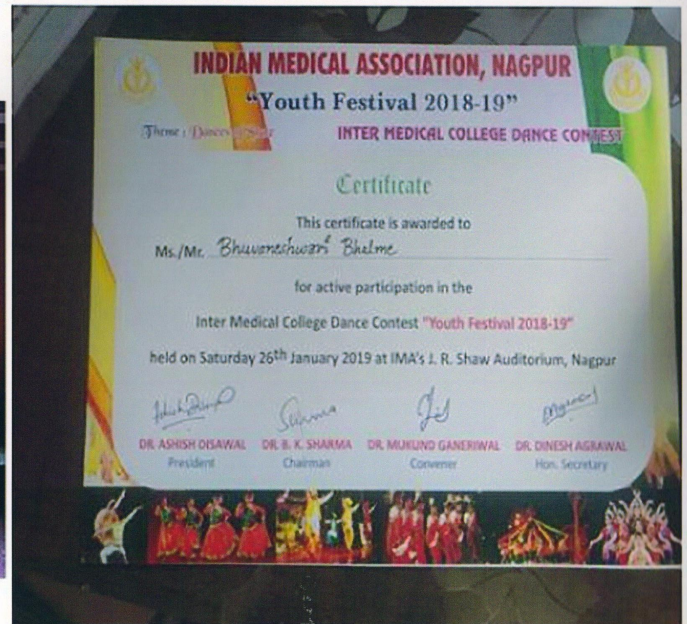 INDIAN MEDICAL ASSOCIATION, NAGPUR
"Youth Festival 2018-19"
Theme : Dances of State INTER MEDICAL COLLEGE DANCE CONTEST
Certificate
This certificate is awarded to
Ms./Mr. Bhuvaneshwari Bhelme
for active participation in the
Inter Medical College Dance Contest "Youth Festival 2018-19"
held on Saturday 26th January 2019 at IMA's J. R. Shaw Auditorium, Nagpur
DR. ASHISH DISAWAL DR. B. K. SHARMA DR. MUKUND GANERIWAL DR. DINESH AGRAWAL
President Chairman Convener Hon. Secretary